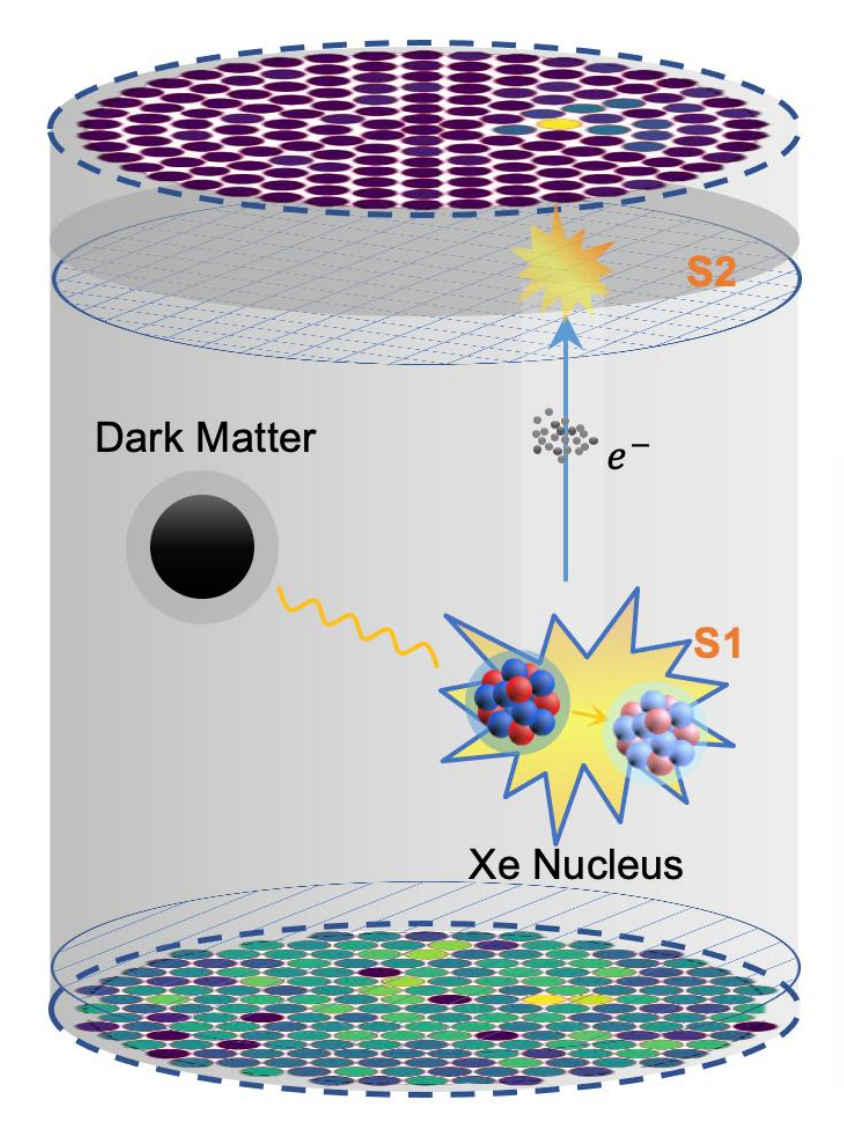 S2
Dark Matter
e⁻
S1
Xe Nucleus